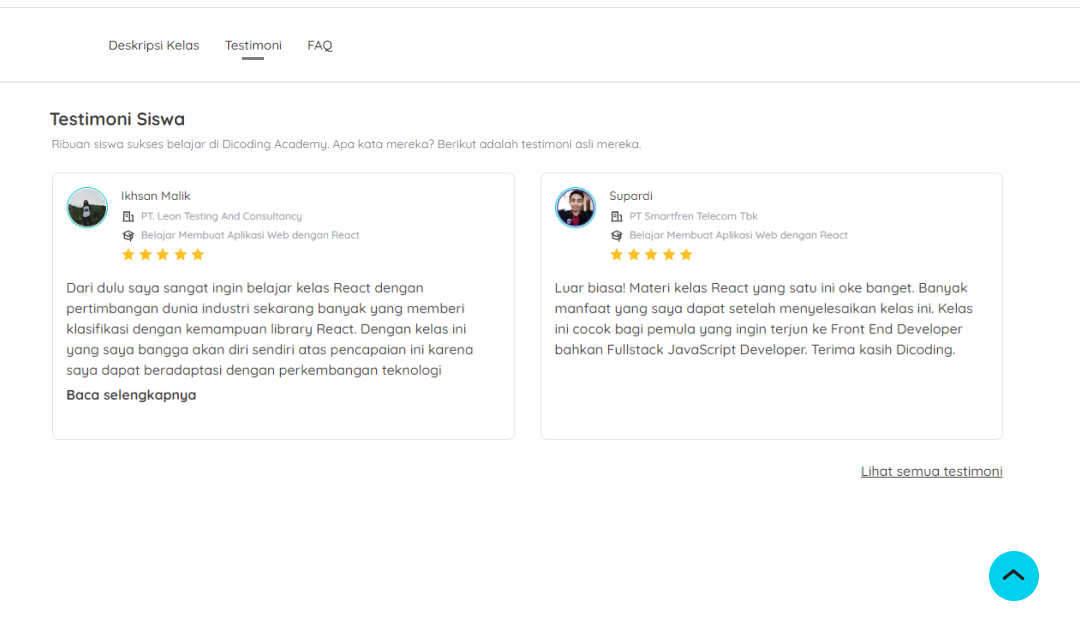 Deskripsi Kelas Testimoni FAQ
Testimoni Siswa
Ribuan siswa sukses belajar di Dicoding Academy. Apa kata mereka? Berikut adalah testimoni asli mereka.
Ikhsan Malik
PT. Leon Testing And Consultancy
Belajar Membuat Aplikasi Web dengan React
Dari dulu saya sangat ingin belajar kelas React dengan
pertimbangan dunia industri sekarang banyak yang memberi
klasifikasi dengan kemampuan library React. Dengan kelas ini
yang saya bangga akan diri sendiri atas pencapaian ini karena
saya dapat beradaptasi dengan perkembangan teknologi
Baca selengkapnya
Supardi
PT Smartfren Telecom Tbk
Belajar Membuat Aplikasi Web dengan React
Luar biasa! Materi kelas React yang satu ini oke banget. Banyak
manfaat yang saya dapat setelah menyelesaikan kelas ini. Kelas
ini cocok bagi pemula yang ingin terjun ke Front End Developer
bahkan Fullstack JavaScript Developer. Terima kasih Dicoding.
Lihat semua testimoni